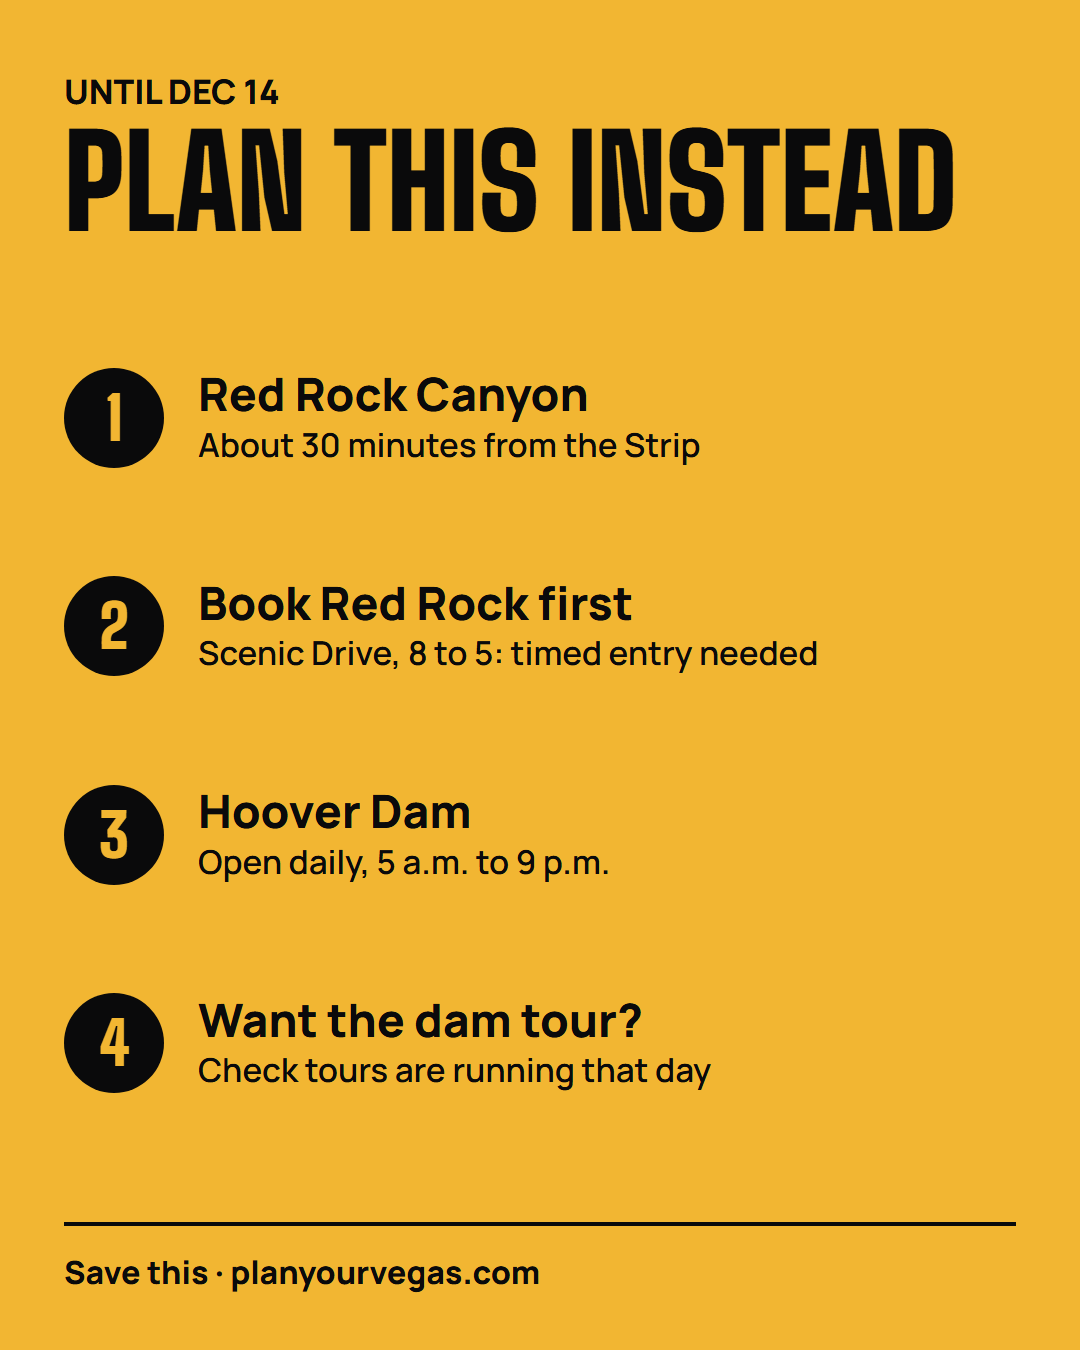 UNTIL DEC 14
PLAN THIS INSTEAD
1
Red Rock Canyon
About 30 minutes from the Strip
2
Book Red Rock first
Scenic Drive, 8 to 5: timed entry needed
3
Hoover Dam
Open daily, 5 a.m. to 9 p.m.
4
Want the dam tour?
Check tours are running that day
Save this · planyourvegas.com